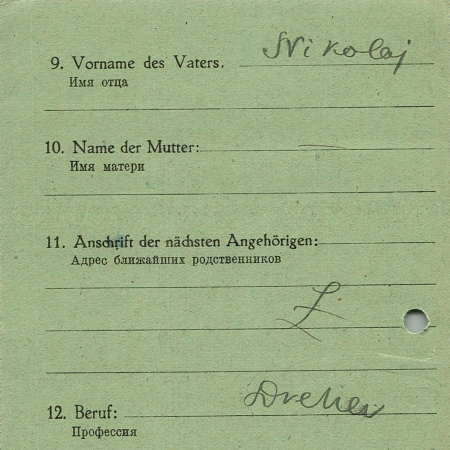 9. Vorname des Vaters. Nikolaj
Имя отца
10. Name der Mutter: —
Имя матери
11. Anschrift der nächsten Angehörigen:
Адрес ближайших родственников
12. Beruf: Dreher
Профессия